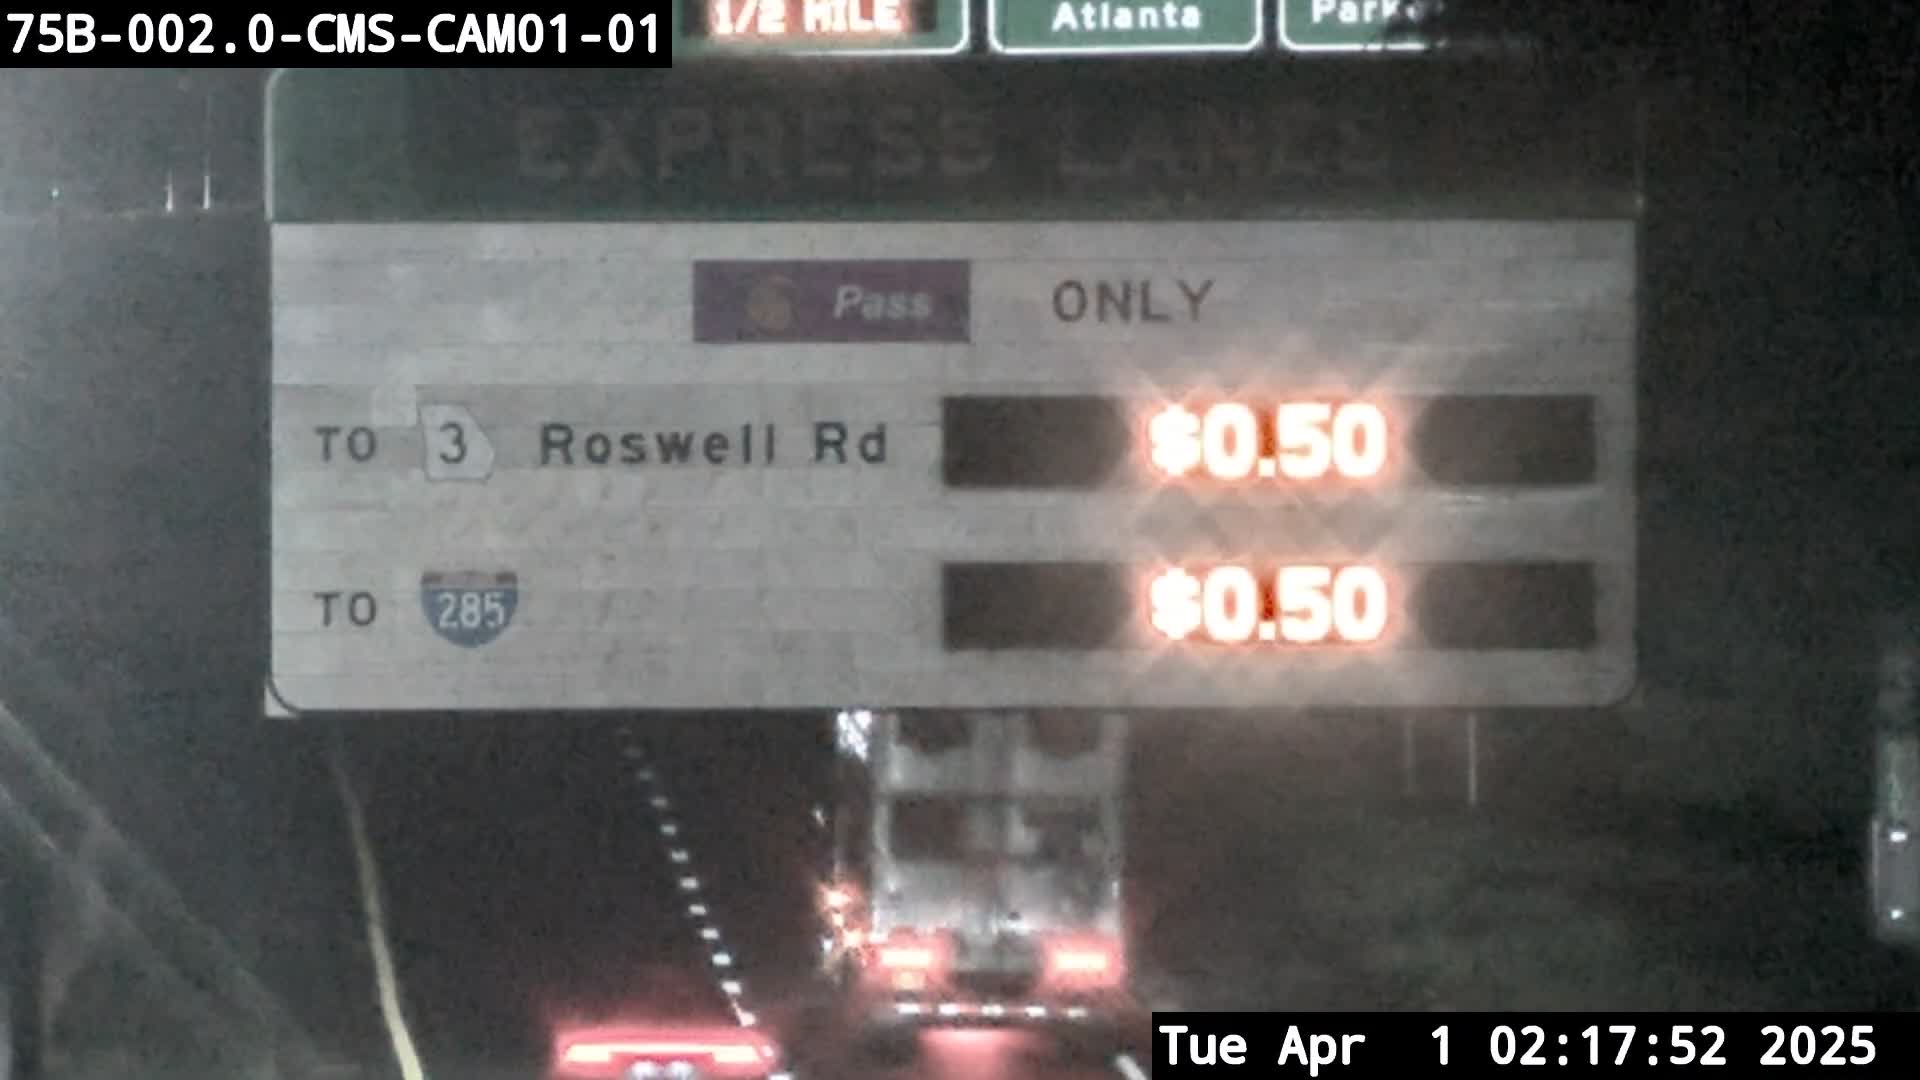 75B-002.0-CMS-CAM01-01
1/2 MILE
Atlanta
EXPRESS LANES
Pass ONLY
TO 3 Roswell Rd $0.50
TO 285 $0.50
Tue Apr 1 02:17:52 2025